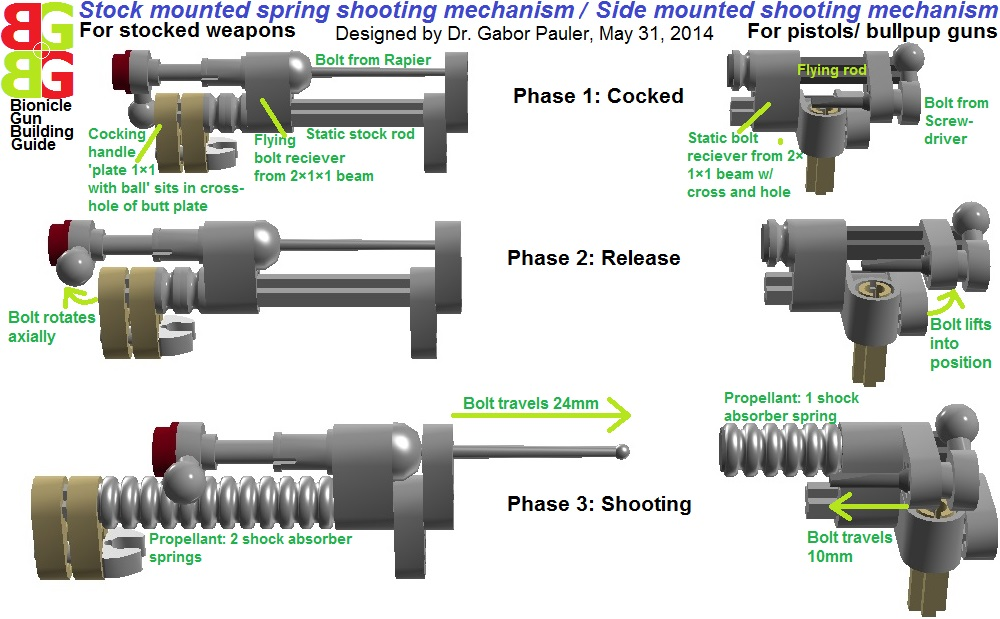 Stock mounted spring shooting mechanism / Side mounted shooting mechanism
For stocked weapons
Designed by Dr. Gabor Pauler, May 31, 2014
For pistols/ bullpup guns
BG
BG
Bionicle
Gun
Building
Guide
Bolt from Rapier
Cocking
handle
'plate 1×1
with ball' sits in cross-
hole of butt plate
Flying
bolt reciever
from 2×1×1 beam
Static stock rod
Phase 1: Cocked
Flying rod
Bolt from
Screw-
driver
Static bolt
reciever from 2×
1×1 beam w/
cross and hole
Phase 2: Release
Bolt rotates
axially
Bolt lifts
into
position
Bolt travels 24mm
Propellant: 2 shock absorber
springs
Phase 3: Shooting
Propellant: 1 shock
absorber spring
Bolt travels
10mm